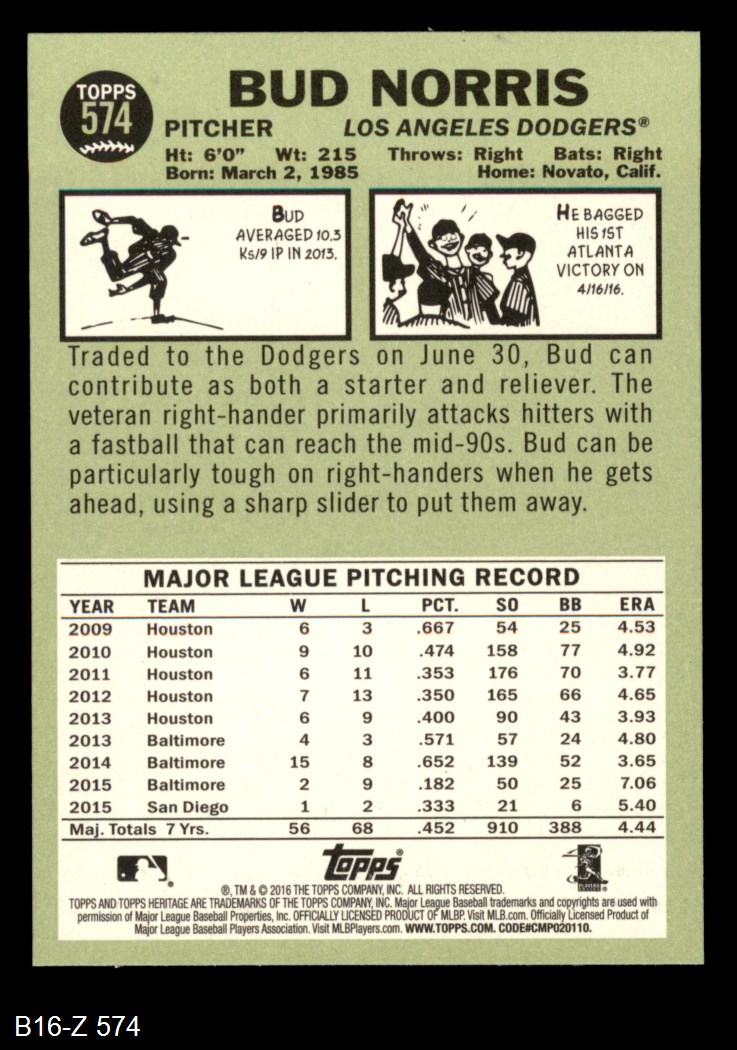 TOPPS
574
BUD NORRIS
PITCHER LOS ANGELES DODGERS®
Ht: 6'0" Wt: 215 Throws: Right Bats: Right
Born: March 2, 1985 Home: Novato, Calif.
BUD
AVERAGED 10.3
Ks/9 IP IN 2013.
HE BAGGED
HIS 1ST
ATLANTA
VICTORY ON
4/16/16.
Traded to the Dodgers on June 30, Bud can
contribute as both a starter and reliever. The
veteran right-hander primarily attacks hitters with
a fastball that can reach the mid-90s. Bud can be
particularly tough on right-handers when he gets
ahead, using a sharp slider to put them away.
MAJOR LEAGUE PITCHING RECORD
YEAR TEAM W L PCT. SO BB ERA
2009 Houston 6 3 .667 54 25 4.53
2010 Houston 9 10 .474 158 77 4.92
2011 Houston 6 11 .353 176 70 3.77
2012 Houston 7 13 .350 165 66 4.65
2013 Houston 6 9 .400 90 43 3.93
2013 Baltimore 4 3 .571 57 24 4.80
2014 Baltimore 15 8 .652 139 52 3.65
2015 Baltimore 2 9 .182 50 25 7.06
2015 San Diego 1 2 .333 21 6 5.40
Maj. Totals 7 Yrs. 56 68 .452 910 388 4.44
Topps®
®, TM & © 2016 THE TOPPS COMPANY, INC. ALL RIGHTS RESERVED.
TOPPS AND TOPPS HERITAGE ARE TRADEMARKS OF THE TOPPS COMPANY, INC. Major League Baseball trademarks and copyrights are used with
permission of Major League Baseball Properties, Inc. OFFICIALLY LICENSED PRODUCT OF MLBP. Visit MLB.com. Officially Licensed Product of
Major League Baseball Players Association. Visit MLBPlayers.com. WWW.TOPPS.COM. CODE#CMP020110.
B16-Z 574